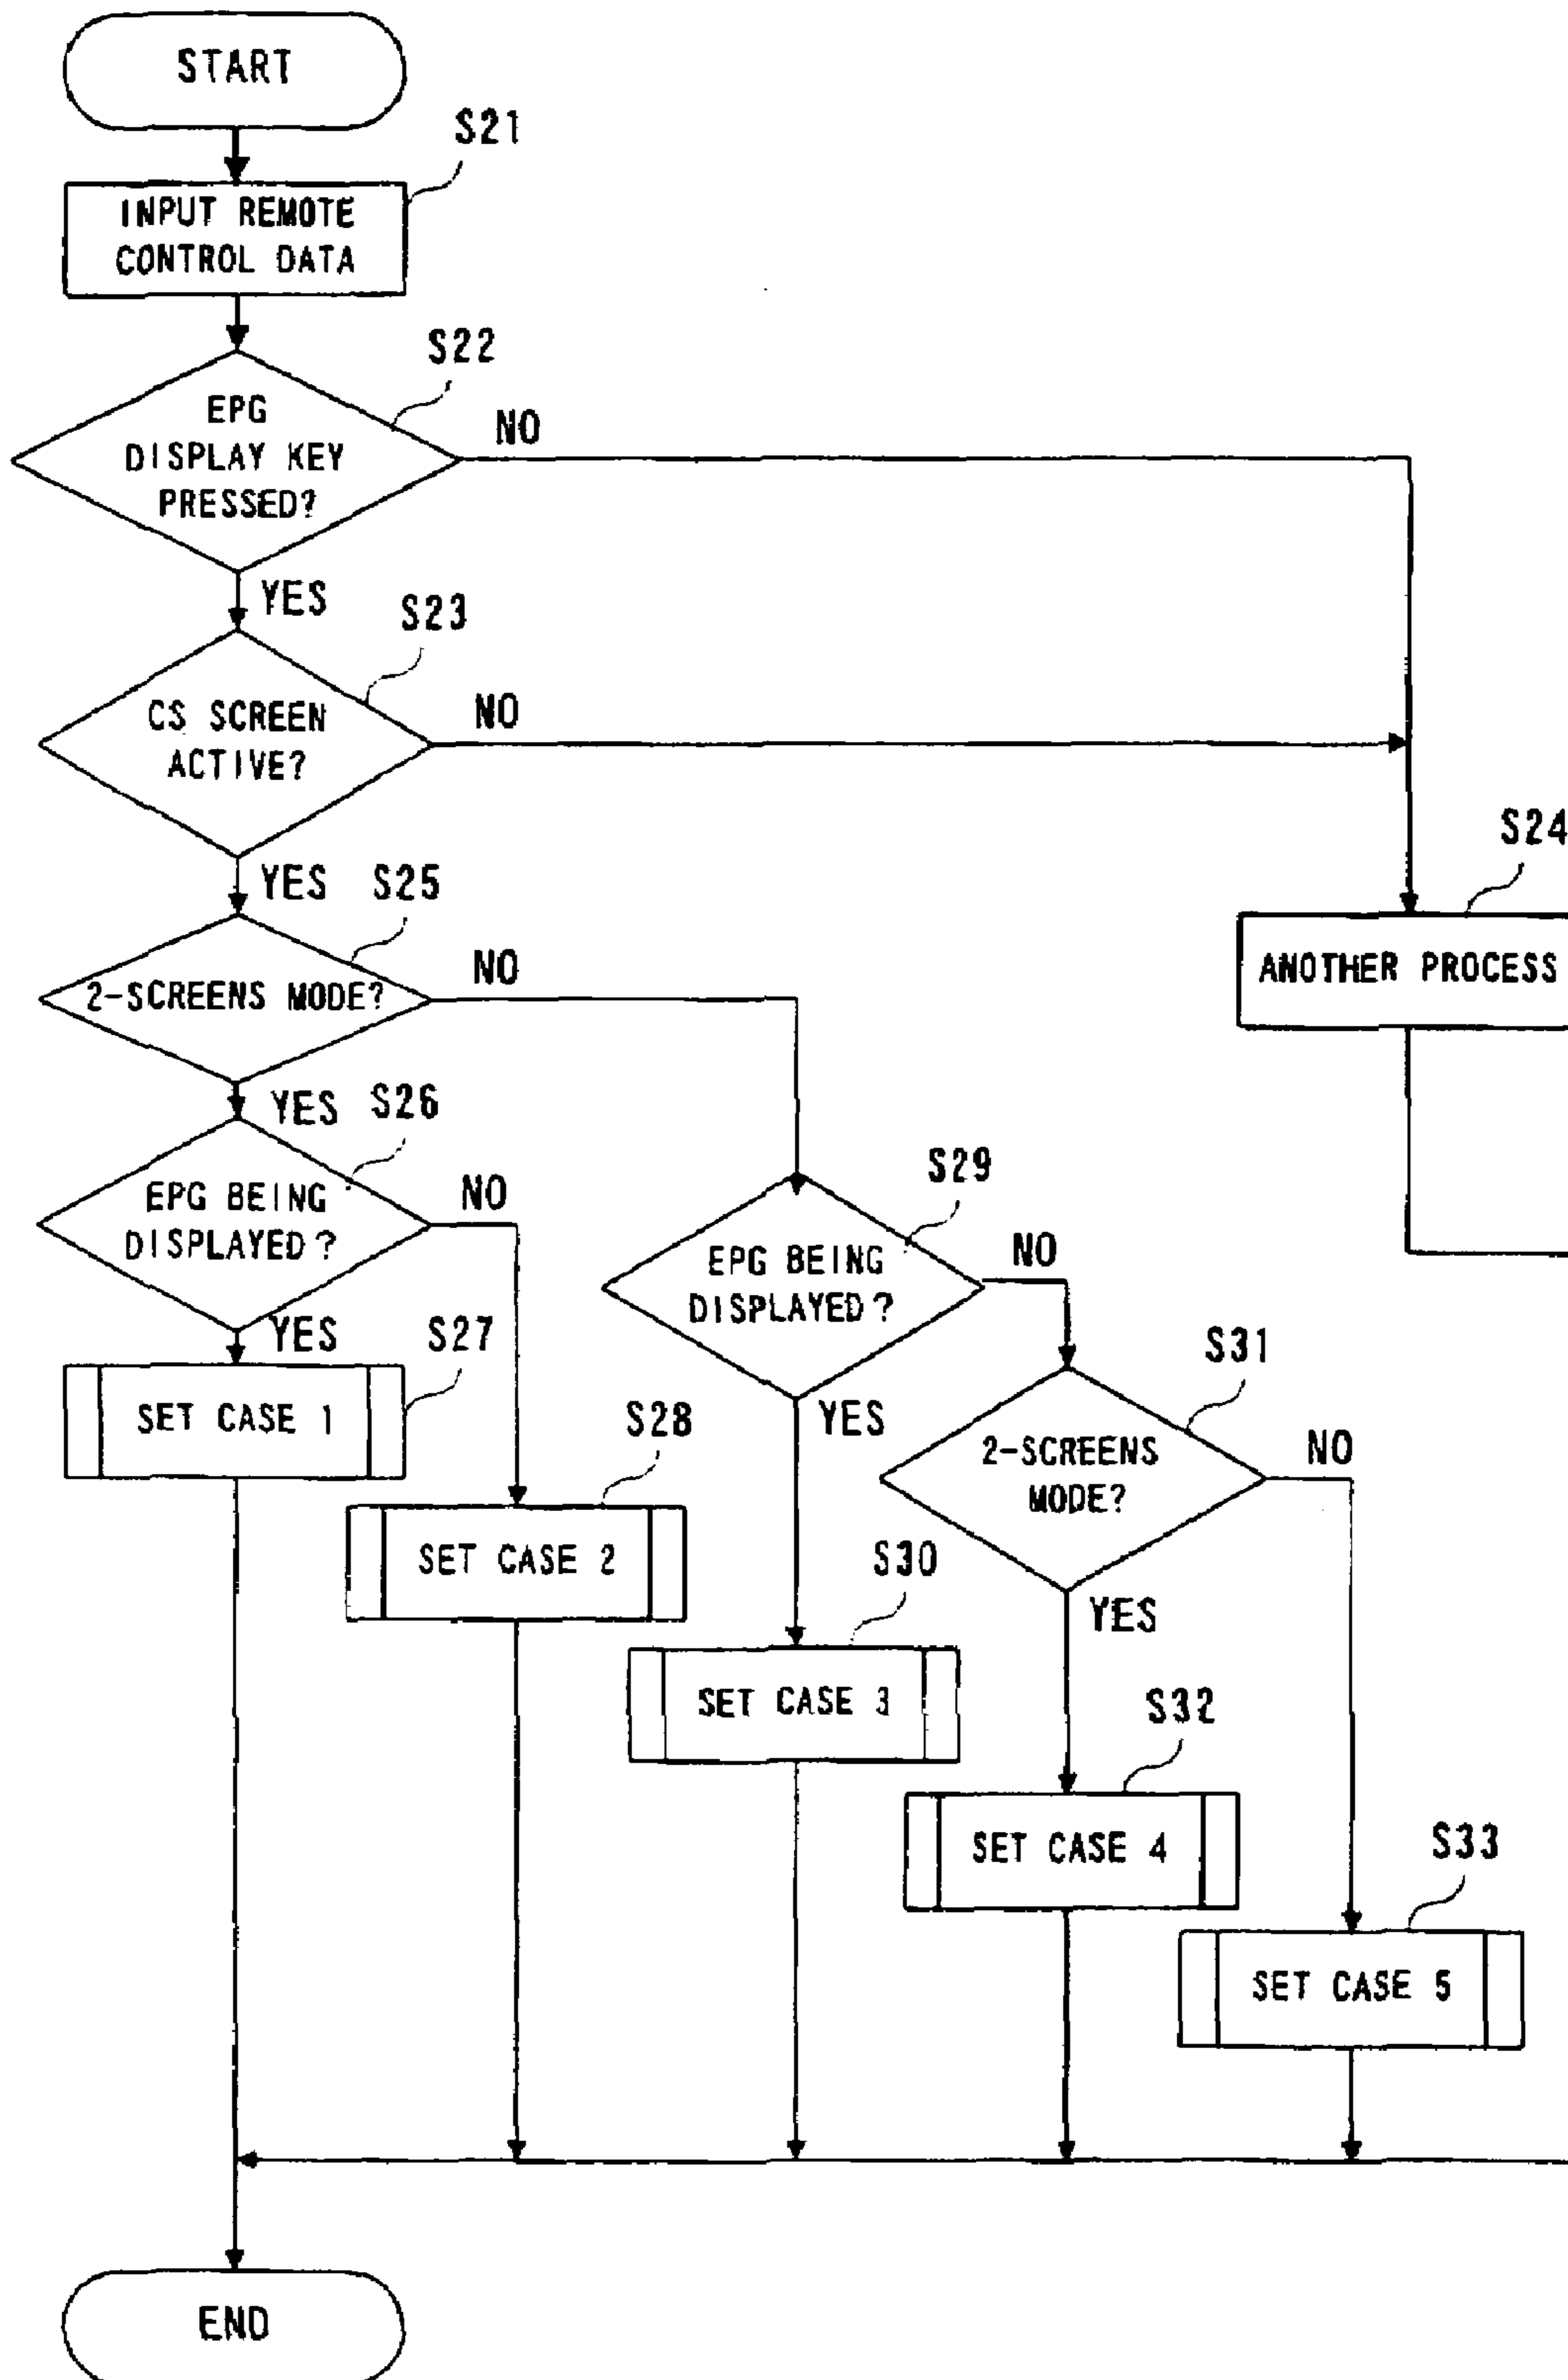 START
S21
INPUT REMOTE
CONTROL DATA
S22
EPG
DISPLAY KEY
PRESSED?
NO
YES
S23
CS SCREEN
ACTIVE?
NO
S24
YES
S25
2-SCREENS MODE?
NO
ANOTHER PROCESS
YES
S26
EPG BEING
DISPLAYED?
NO
S29
EPG BEING
DISPLAYED?
NO
YES
S27
SET CASE 1
S31
YES
S28
2-SCREENS
MODE?
NO
SET CASE 2
S30
YES
SET CASE 3
S32
SET CASE 4
S33
SET CASE 5
END